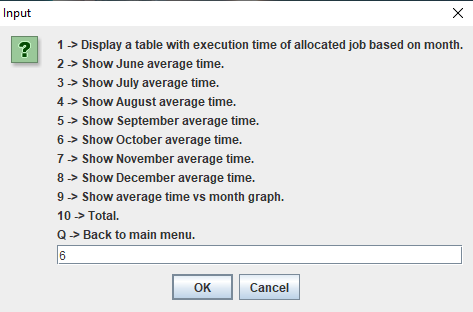 Input
1 -> Display a table with execution time of allocated job based on month.
2 -> Show June average time.
3 -> Show July average time.
4 -> Show August average time.
5 -> Show September average time.
6 -> Show October average time.
7 -> Show November average time.
8 -> Show December average time.
9 -> Show average time vs month graph.
10 -> Total.
Q -> Back to main menu.
6
OK Cancel